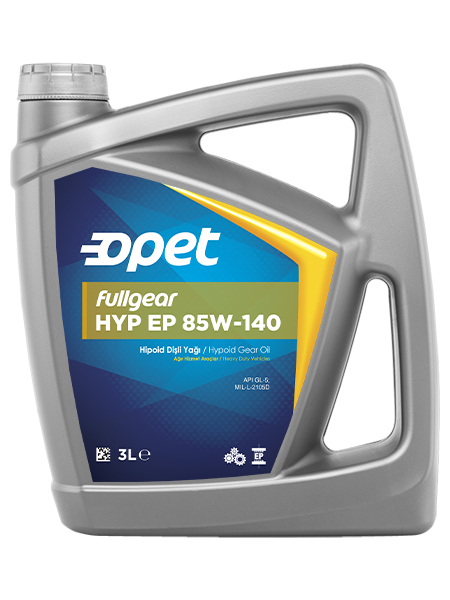 opet
fullgear
HYP EP 85W-140
Hipoid Dişli Yağı / Hypoid Gear Oil
Ağır Hizmet Araçlar / Heavy Duty Vehicles
API GL-5,
MIL-L-2105D
3L ℮
EP